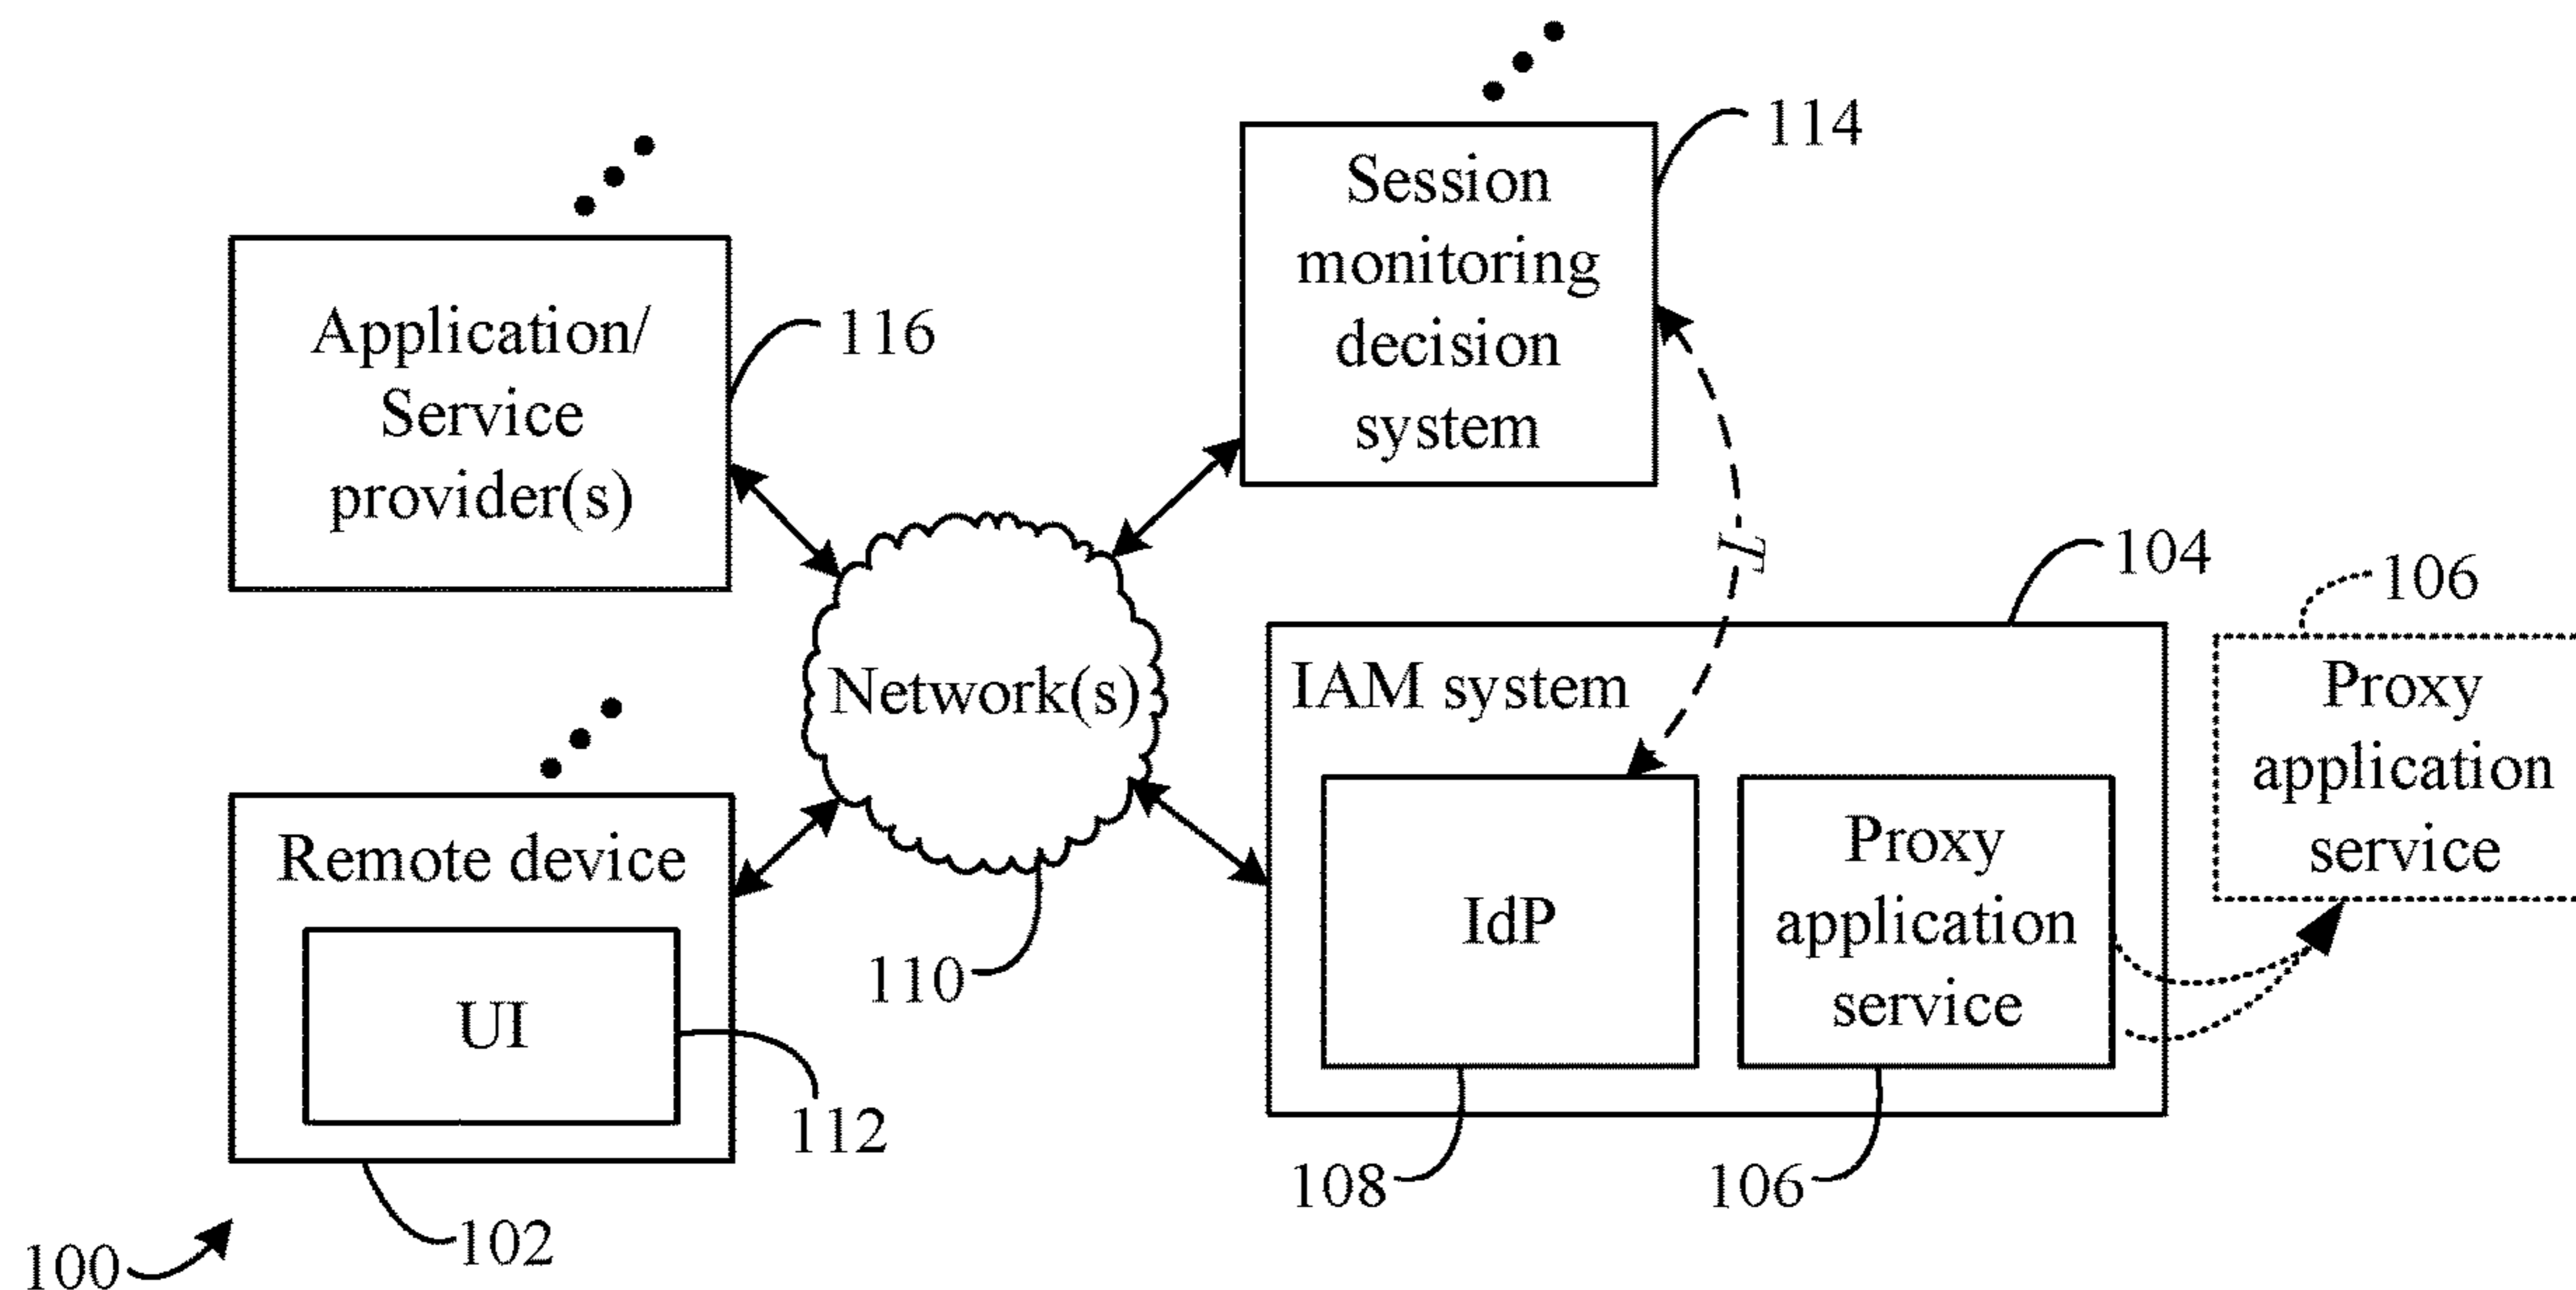 114
Session
monitoring
decision
system
Application/
Service
provider(s)
116
T
104
106
Proxy
application
service
Network(s)
IAM system
Remote device
UI
IdP
Proxy
application
service
110
112
108
106
102
100